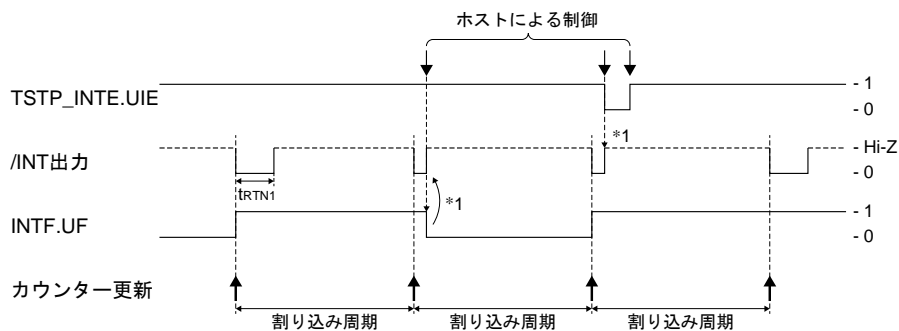 ホストによる制御
TSTP_INTE.UIE
- 1
- 0
*1
/INT出力
- Hi-Z
- 0
tRTN1
*1
INTF.UF
- 1
- 0
カウンター更新
割り込み周期 割り込み周期 割り込み周期